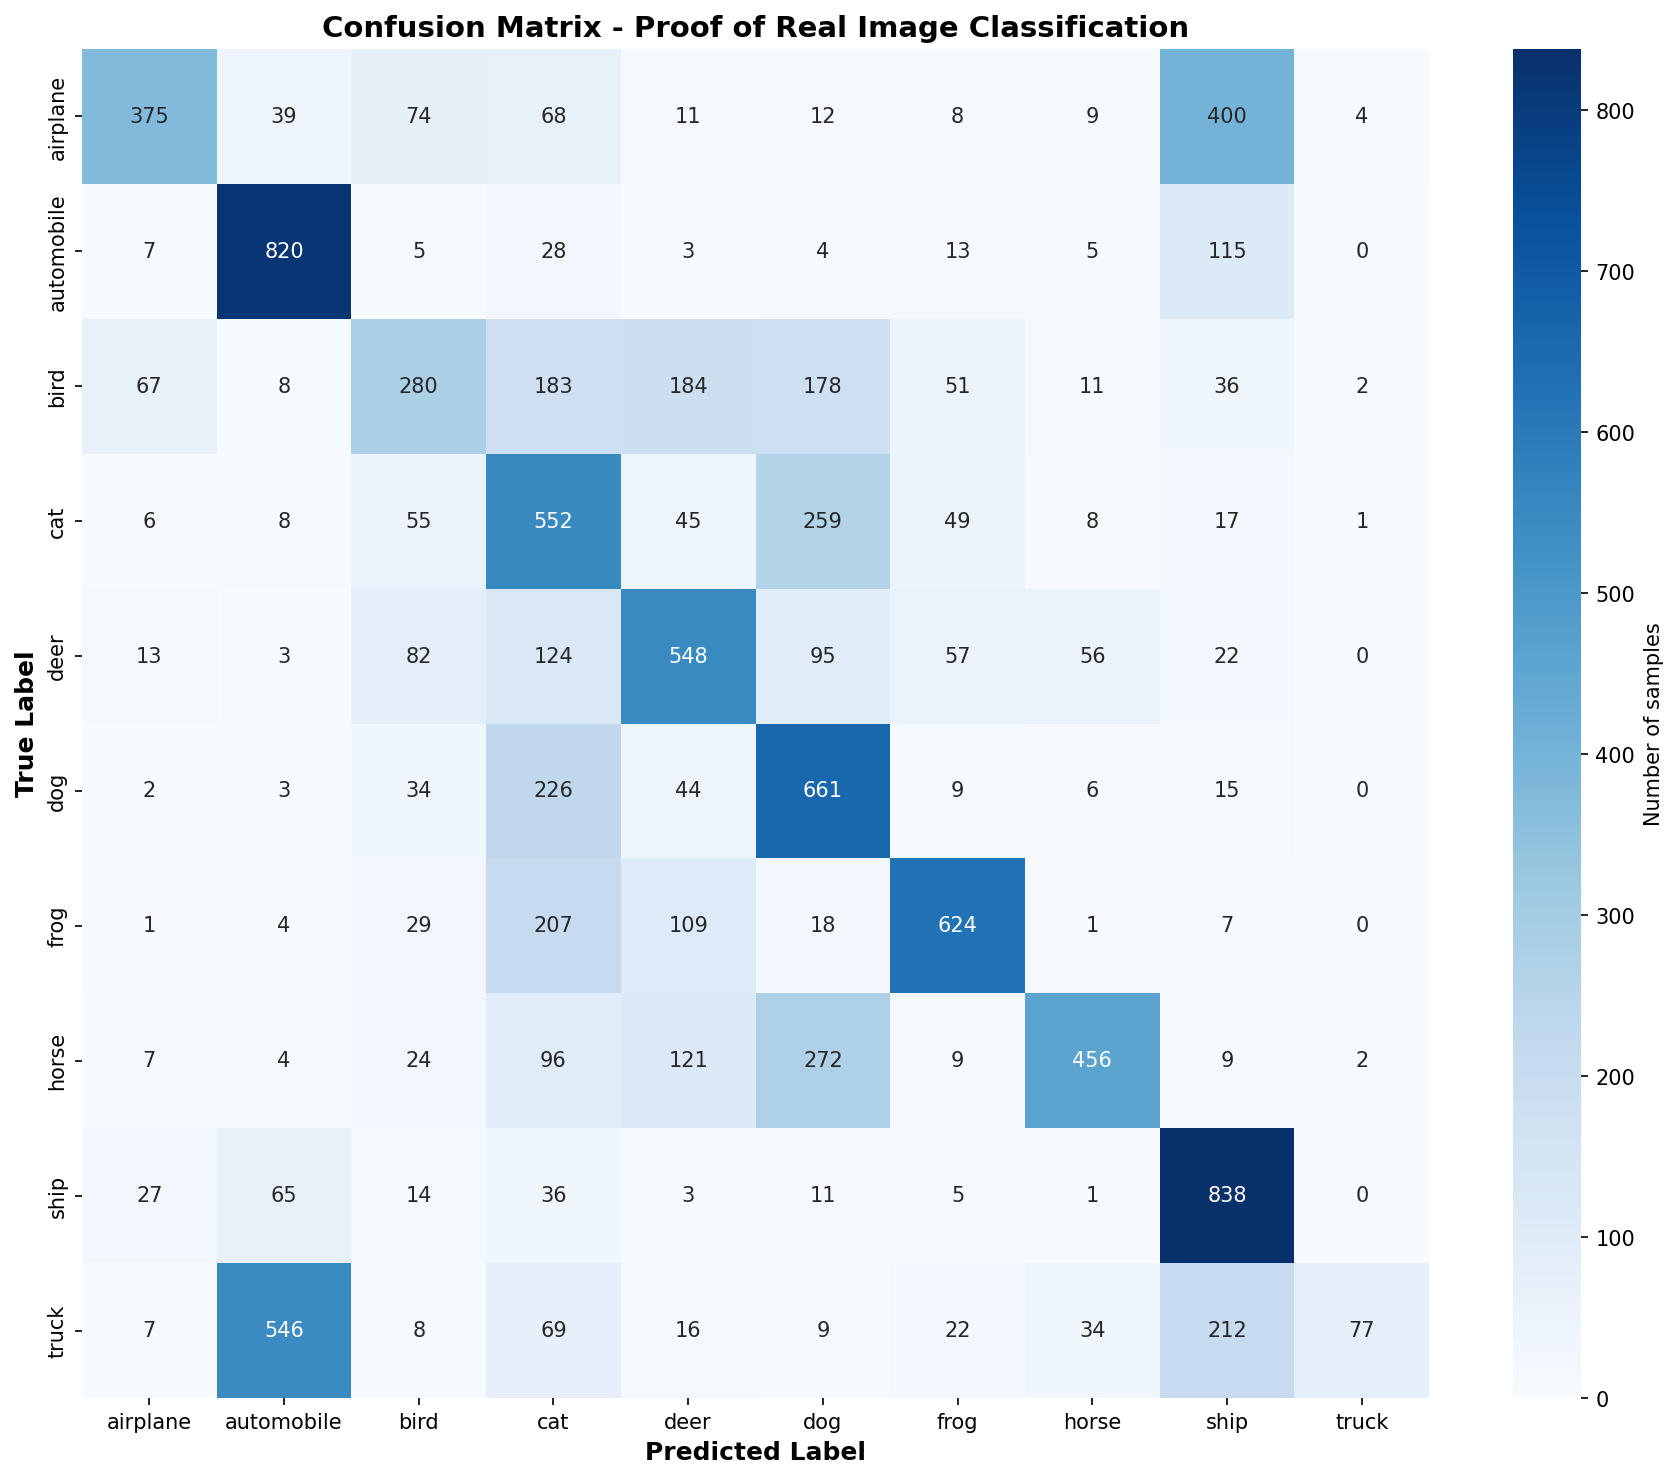 Confusion Matrix - Proof of Real Image Classification
True Label
airplane 375 39 74 68 11 12 8 9 400 4
automobile 7 820 5 28 3 4 13 5 115 0
bird 67 8 280 183 184 178 51 11 36 2
cat 6 8 55 552 45 259 49 8 17 1
deer 13 3 82 124 548 95 57 56 22 0
dog 2 3 34 226 44 661 9 6 15 0
frog 1 4 29 207 109 18 624 1 7 0
horse 7 4 24 96 121 272 9 456 9 2
ship 27 65 14 36 3 11 5 1 838 0
truck 7 546 8 69 16 9 22 34 212 77
airplane automobile bird cat deer dog frog horse ship truck
Predicted Label
800
700
600
500
400
300
200
100
0
Number of samples